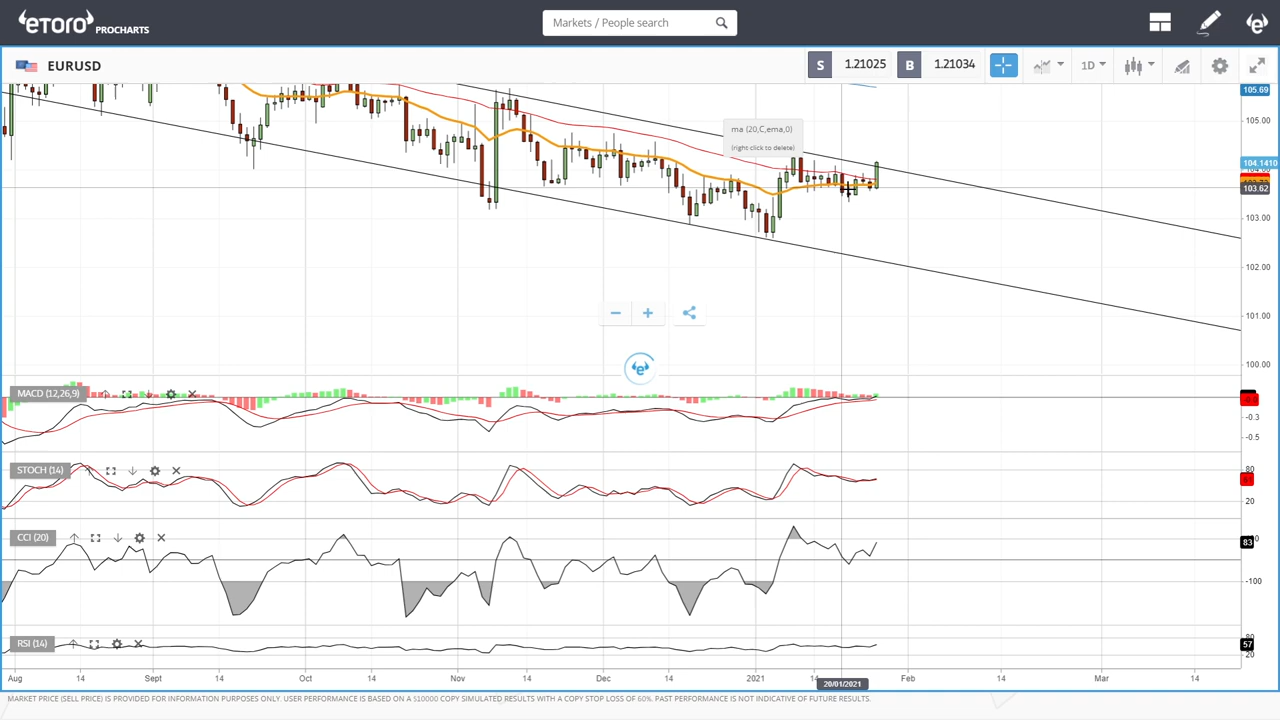 eToro PROCHARTS
Markets / People search
EURUSD
S 1.21025 B 1.21034
1D
105.69
105.00
104.1410
103.62
103.00
102.00
101.00
100.00
ma (20,C,ema,0)
(right click to delete)
MACD (12,26,9)
-0.3
-0.5
STOCH (14)
80
20
CCI (20)
83
-100
RSI (14)
57
20
Aug 14 Sept 14 Oct 14 Nov 14 Dec 14 2021 14 Feb 14 Mar 14
20/01/2021
MARKET PRICE (SELL PRICE) IS PROVIDED FOR INFORMATION PURPOSES ONLY. USER PERFORMANCE IS BASED ON A $10000 COPY SIMULATED RESULTS WITH A COPY STOP LOSS OF 60%. PAST PERFORMANCE IS NOT INDICATIVE OF FUTURE RESULTS.